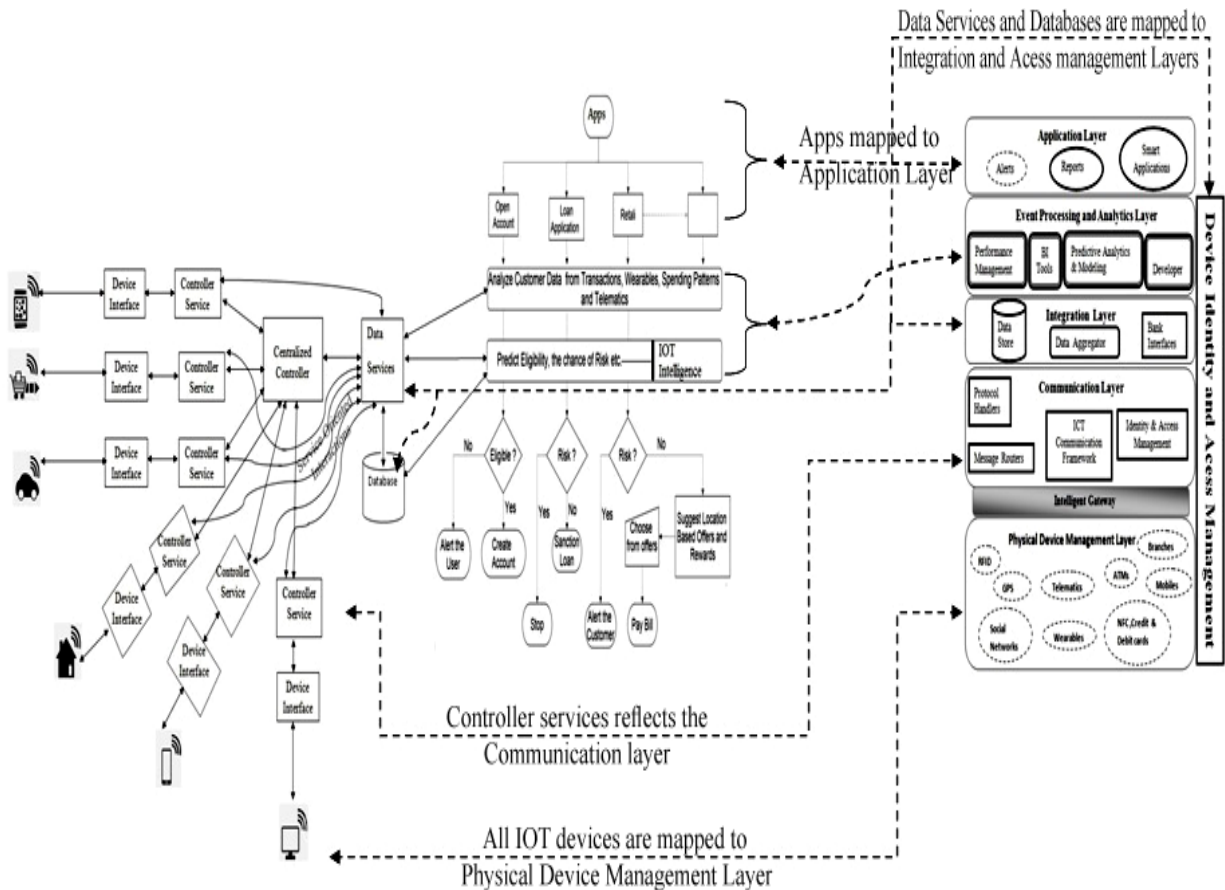 Data Services and Databases are mapped to
Integration and Acess management Layers
Apps
Apps mapped to
Application Layer
Open
Account
Loan
Application
Retali
Analyze Customer Data from Transactions, Wearables, Spending Patterns
and Telematics
Predict Eligibility, the chance of Risk etc.
IOT
Intelligence
Device
Interface
Controller
Service
Device
Interface
Controller
Service
Device
Interface
Controller
Service
Centralized
Controller
Data
Services
Service Oriented
Interactions
Database
Controller
Service
Device
Interface
Controller
Service
Device
Interface
Controller
Service
Device
Interface
No
Eligible ?
Yes
Risk ?
Yes
No
Risk ?
Yes
No
Alert the
User
Create
Account
Sanction
Loan
Choose
from offers
Suggest Location
Based Offers and
Rewards
Stop
Alert the
Customer
Pay Bill
Controller services reflects the
Communication layer
All IOT devices are mapped to
Physical Device Management Layer
Application Layer
Alerts
Reports
Smart
Applications
Event Processing and Analytics Layer
Performance
Management
BI
Tools
Predictive Analytics
& Modeling
Developer
Integration Layer
Data
Store
Data Aggregator
Bank
Interfaces
Communication Layer
Protocol
Handlers
ICT
Communication
Framework
Identity & Access
Management
Message Routers
Intelligent Gateway
Physical Device Management Layer
Branches
RFID
GPS
Telematics
ATMs
Mobiles
Social
Networks
Wearables
NFC ,Credit &
Debit cards
Device Identity and Access Management